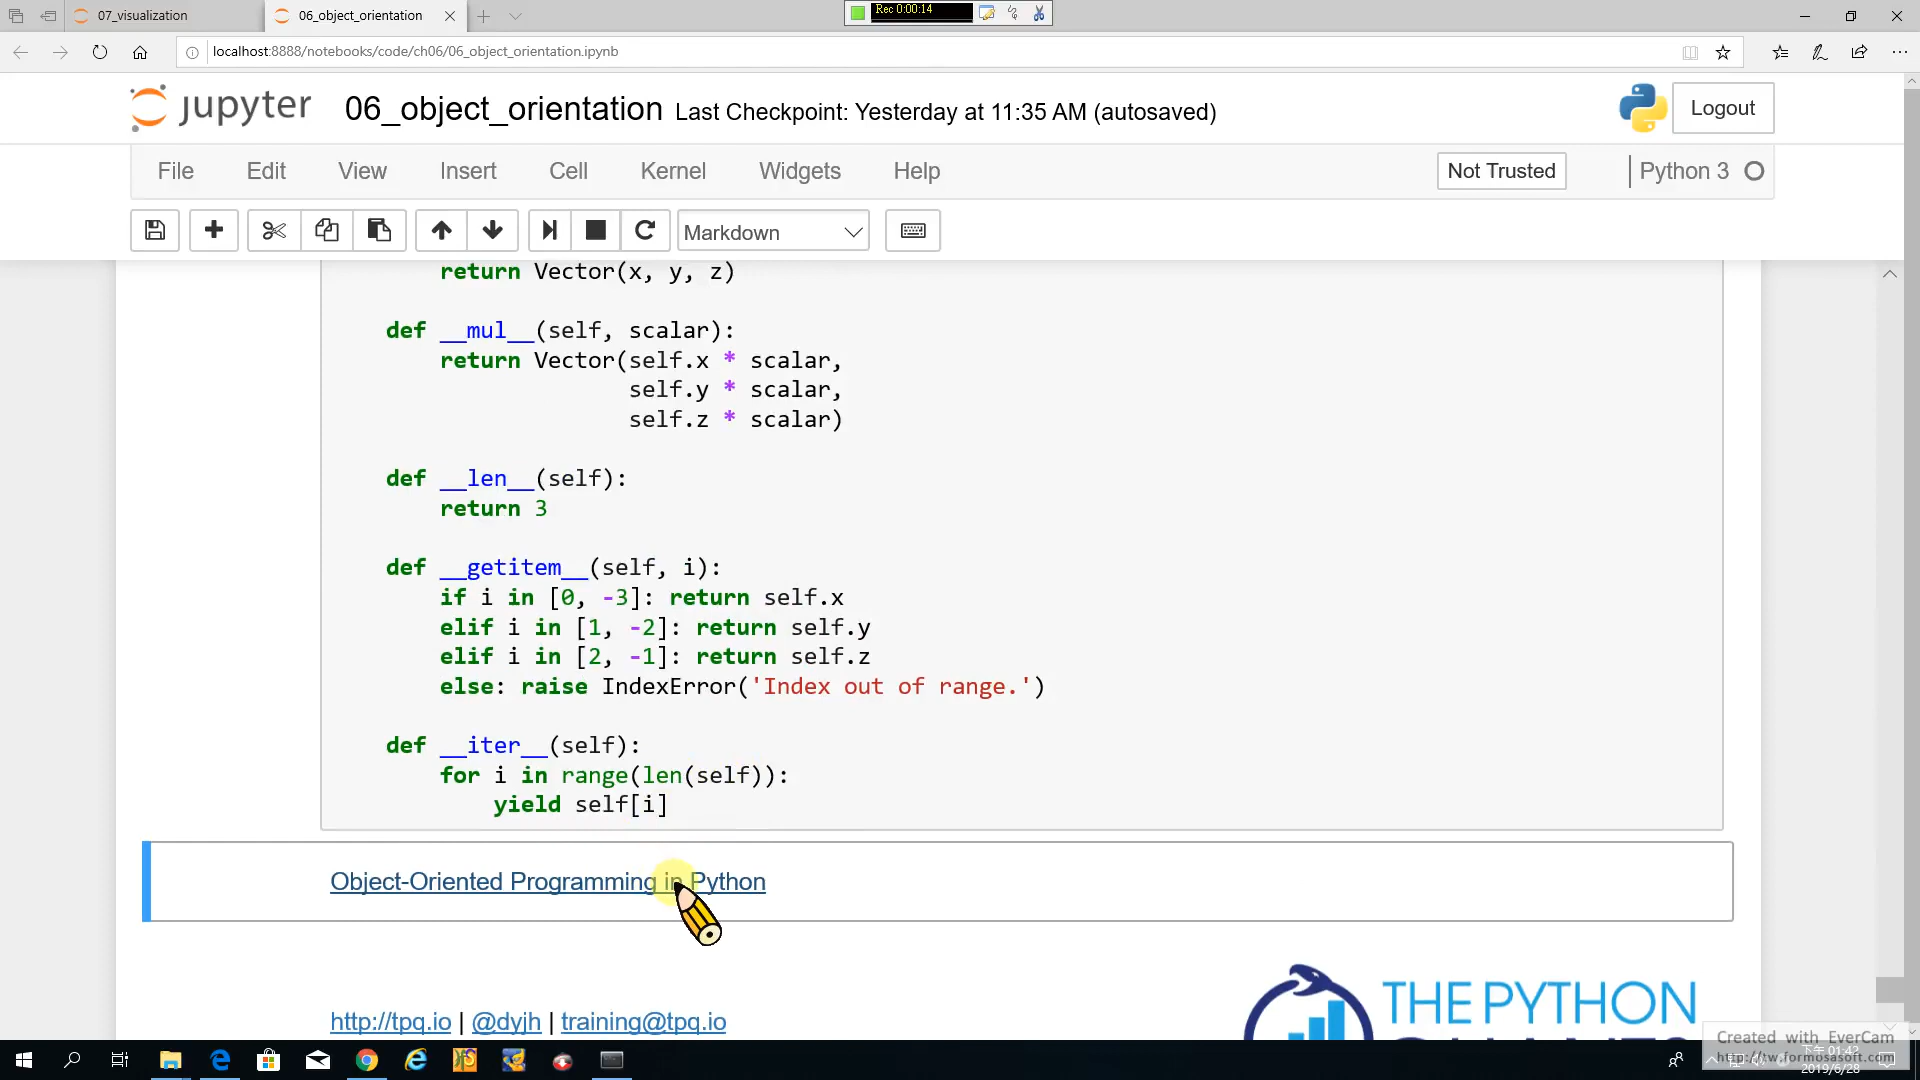 07_visualization
06_object_orientation
Rec 0:00:14
localhost:8888/notebooks/code/ch06/06_object_orientation.ipynb
jupyter
06_object_orientation Last Checkpoint: Yesterday at 11:35 AM (autosaved)
Logout
File Edit View Insert Cell Kernel Widgets Help
Not Trusted
Python 3
Markdown
return Vector(x, y, z)
def __mul__(self, scalar):
return Vector(self.x * scalar,
self.y * scalar,
self.z * scalar)
def __len__(self):
return 3
def __getitem__(self, i):
if i in [0, -3]: return self.x
elif i in [1, -2]: return self.y
elif i in [2, -1]: return self.z
else: raise IndexError('Index out of range.')
def __iter__(self):
for i in range(len(self)):
yield self[i]
Object-Oriented Programming in Python
THE PYTHON
http://tpq.io | @dyjh | training@tpq.io
Created with EverCam
http://tw.formosasoft.com
下午 01:42
2019/6/28